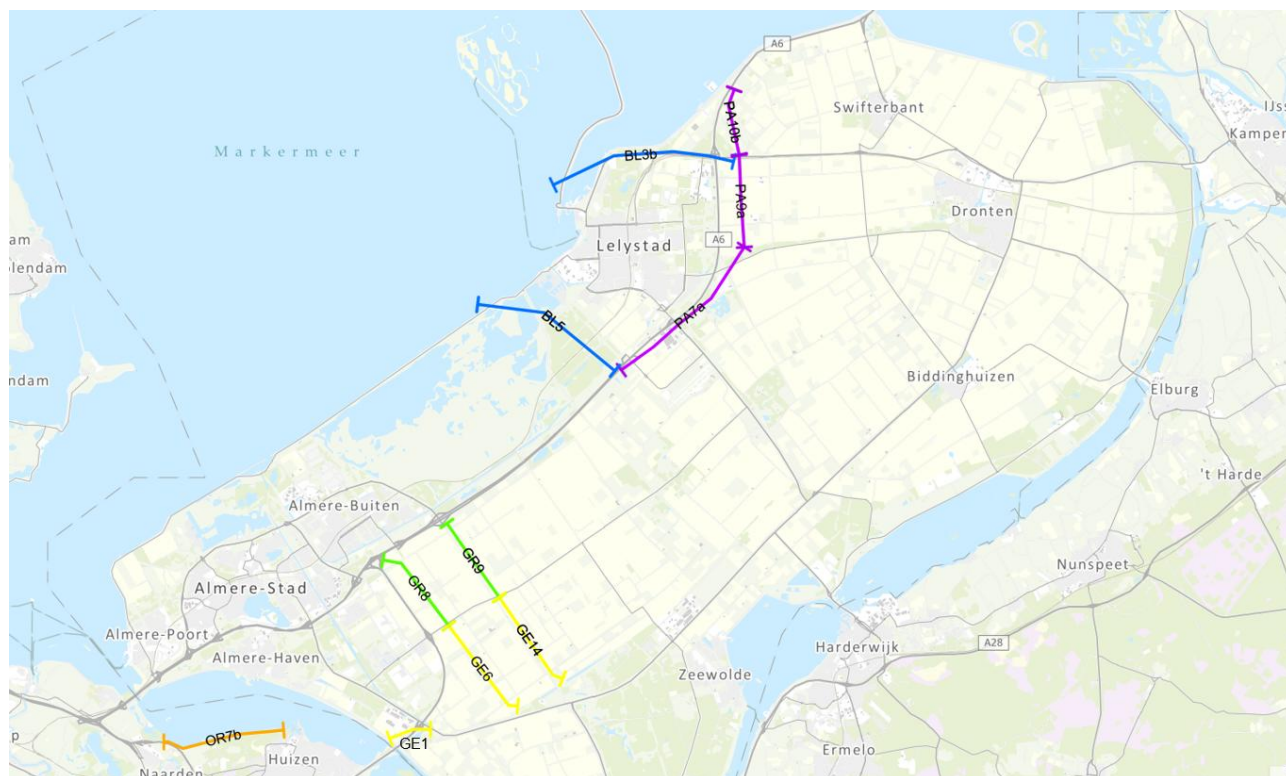 A6
Swifterbant
IJss
Kampen
PA10b
Markermeer
BL3b
PA9a
Dronten
am
olendam
Lelystad
A6
BL5
PA7a
ndam
Biddinghuizen
Elburg
't Harde
Almere-Buiten
GR9
Nunspeet
GR8
Almere-Stad
Almere-Poort
GE14
A28
Harderwijk
Almere-Haven
GE6
Zeewolde
p
OR7b
GE1
Huizen
Ermelo
Naarden